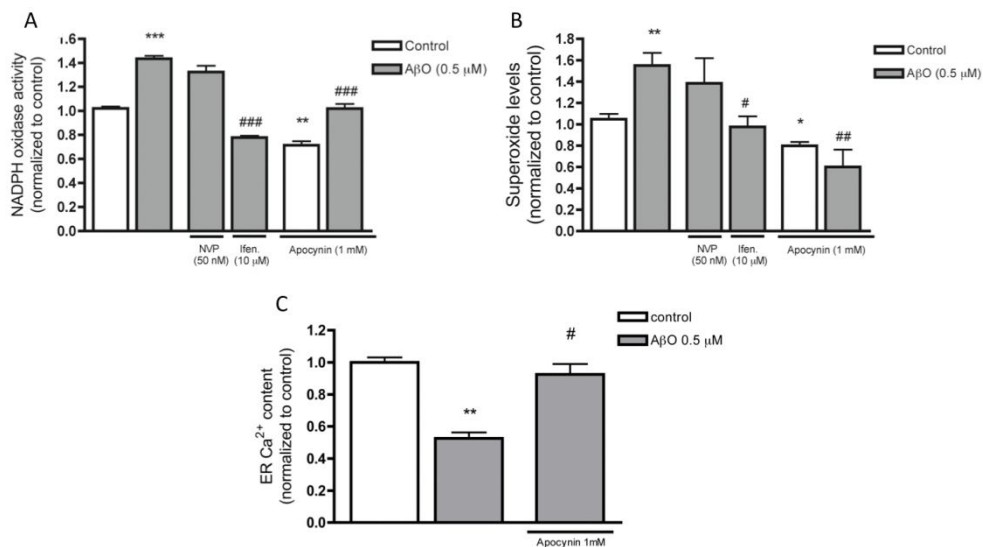 A
NADPH oxidase activity
(normalized to control)
1.6
1.4
1.2
1.0
0.8
0.6
0.4
0.2
0.0
***
###
**
###
Control
AβO (0.5 μM)
NVP
(50 nM)
Ifen.
(10 μM)
Apocynin (1 mM)
B
Superoxide levels
(normalized to control)
1.8
1.6
1.4
1.2
1.0
0.8
0.6
0.4
0.2
0.0
**
#
*
##
Control
AβO (0.5 μM)
NVP
(50 nM)
Ifen.
(10 μM)
Apocynin (1 mM)
C
ER Ca2+ content
(normalized to control)
1.2
1.0
0.8
0.6
0.4
0.2
0.0
**
#
control
AβO 0.5 μM
Apocynin 1mM